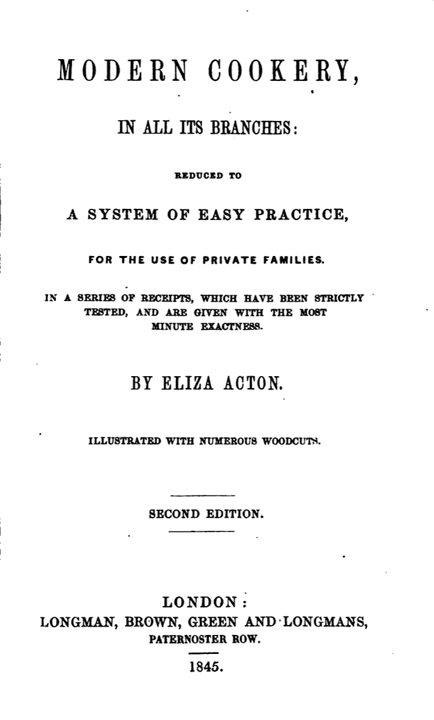 MODERN COOKERY,
IN ALL ITS BRANCHES:
REDUCED TO
A SYSTEM OF EASY PRACTICE,
FOR THE USE OF PRIVATE FAMILIES.
IN A SERIES OF RECEIPTS, WHICH HAVE BEEN STRICTLY
TESTED, AND ARE GIVEN WITH THE MOST
MINUTE EXACTNESS.
BY ELIZA ACTON.
ILLUSTRATED WITH NUMEROUS WOODCUTS.
SECOND EDITION.
LONDON:
LONGMAN, BROWN, GREEN AND LONGMANS,
PATERNOSTER ROW.
1845.